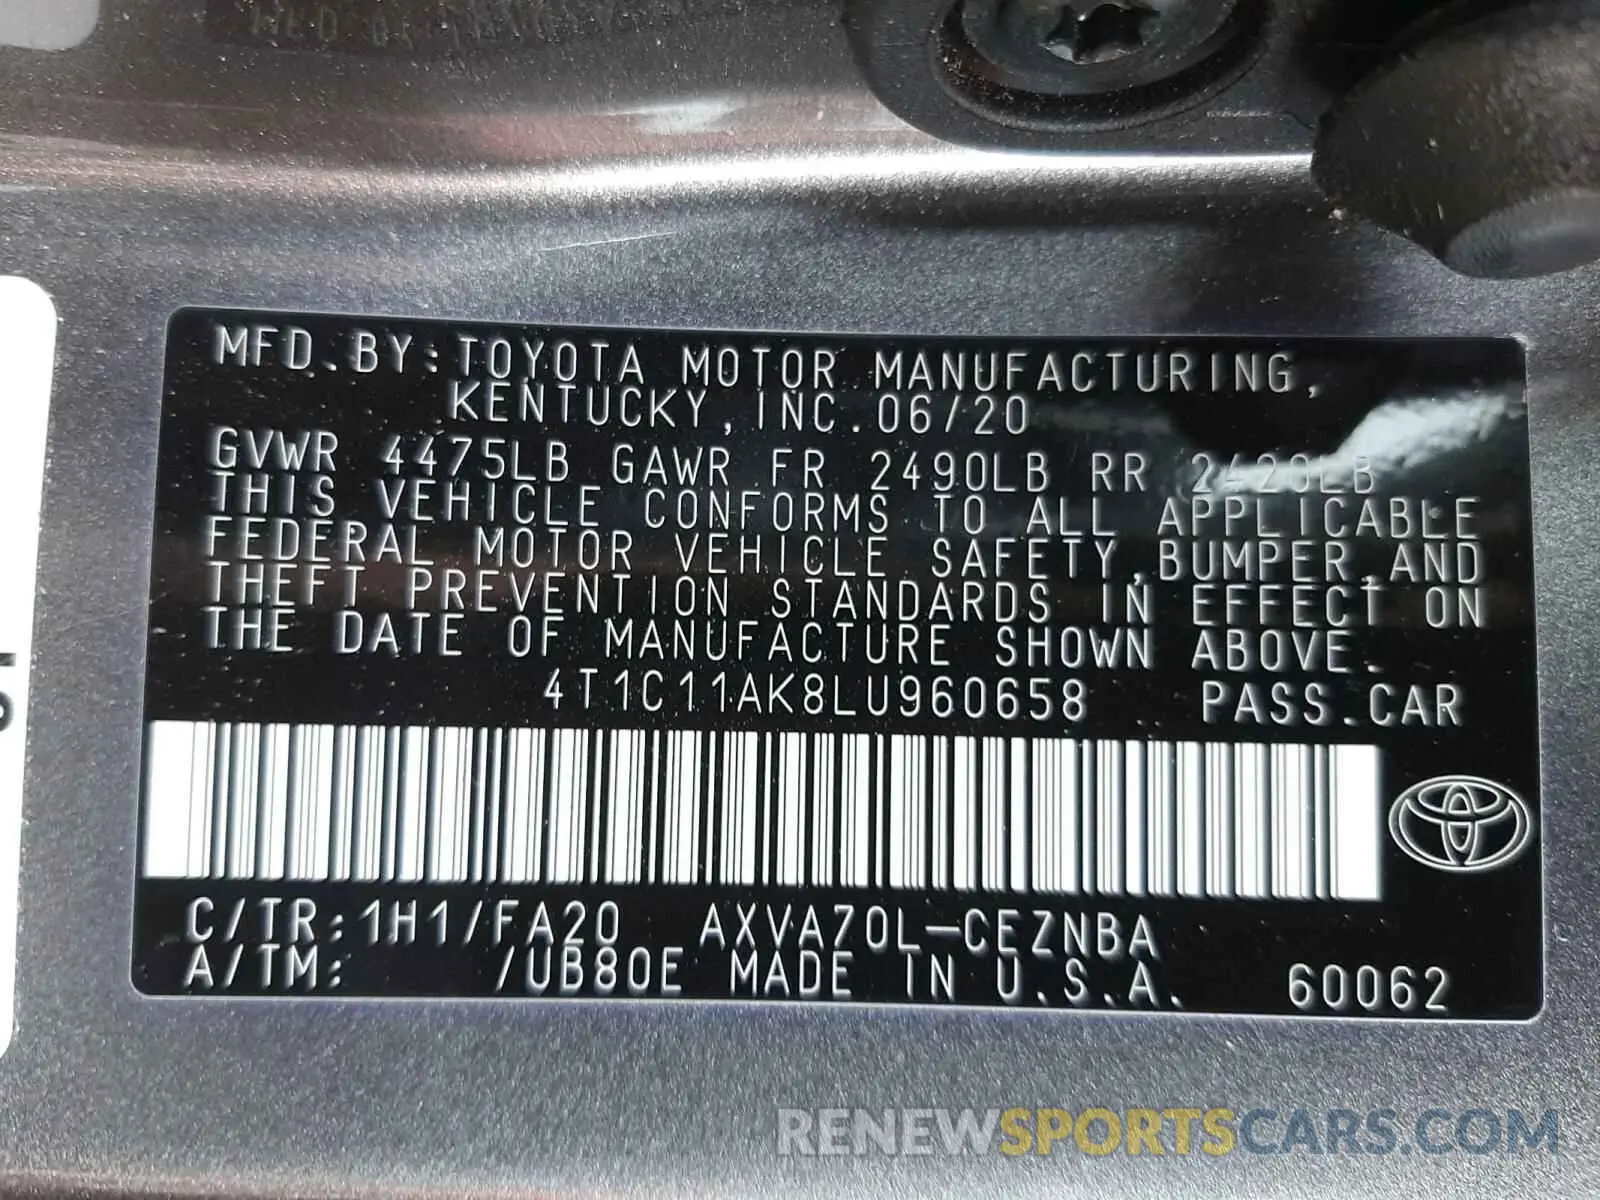 MFD.BY:TOYOTA MOTOR MANUFACTURING,
KENTUCKY,INC.06/20
GVWR 4475LB GAWR FR 2490LB RR 2420LB
THIS VEHICLE CONFORMS TO ALL APPLICABLE
FEDERAL MOTOR VEHICLE SAFETY,BUMPER,AND
THEFT PREVENTION STANDARDS IN EFFECT ON
THE DATE OF MANUFACTURE SHOWN ABOVE.
4T1C11AK8LU960658 PASS.CAR
C/TR:1H1/FA20 AXVA70L-CEZNBA
A/TM: /UB80E MADE IN U.S.A. 60062
RENEWSPORTSCARS.COM